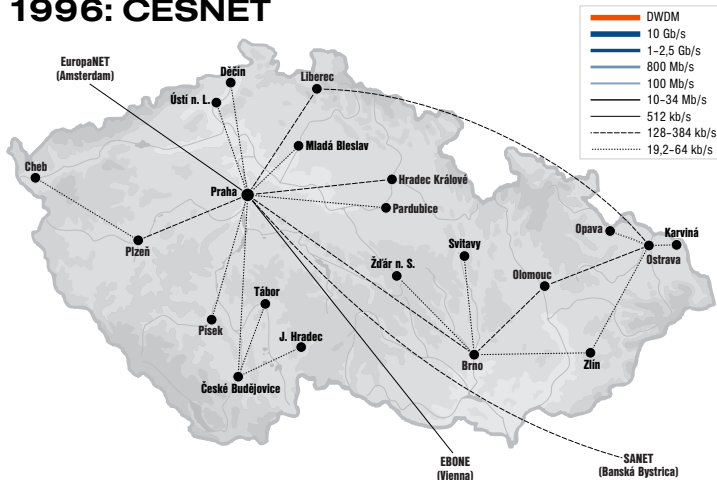 1996: CESNET
DWDM
10 Gb/s
1–2,5 Gb/s
800 Mb/s
100 Mb/s
10–34 Mb/s
512 kb/s
128–384 kb/s
19,2–64 kb/s
EuropaNET
(Amsterdam)
Děčín
Liberec
Ústí n. L.
Mladá Bleslav
Cheb
Praha
Hradec Králové
Pardubice
Opava
Karviná
Ostrava
Plzeň
Svitavy
Žďár n. S.
Olomouc
Tábor
Písek
J. Hradec
Brno
Zlín
České Budějovice
EBONE
(Vienna)
SANET
(Banská Bystrica)